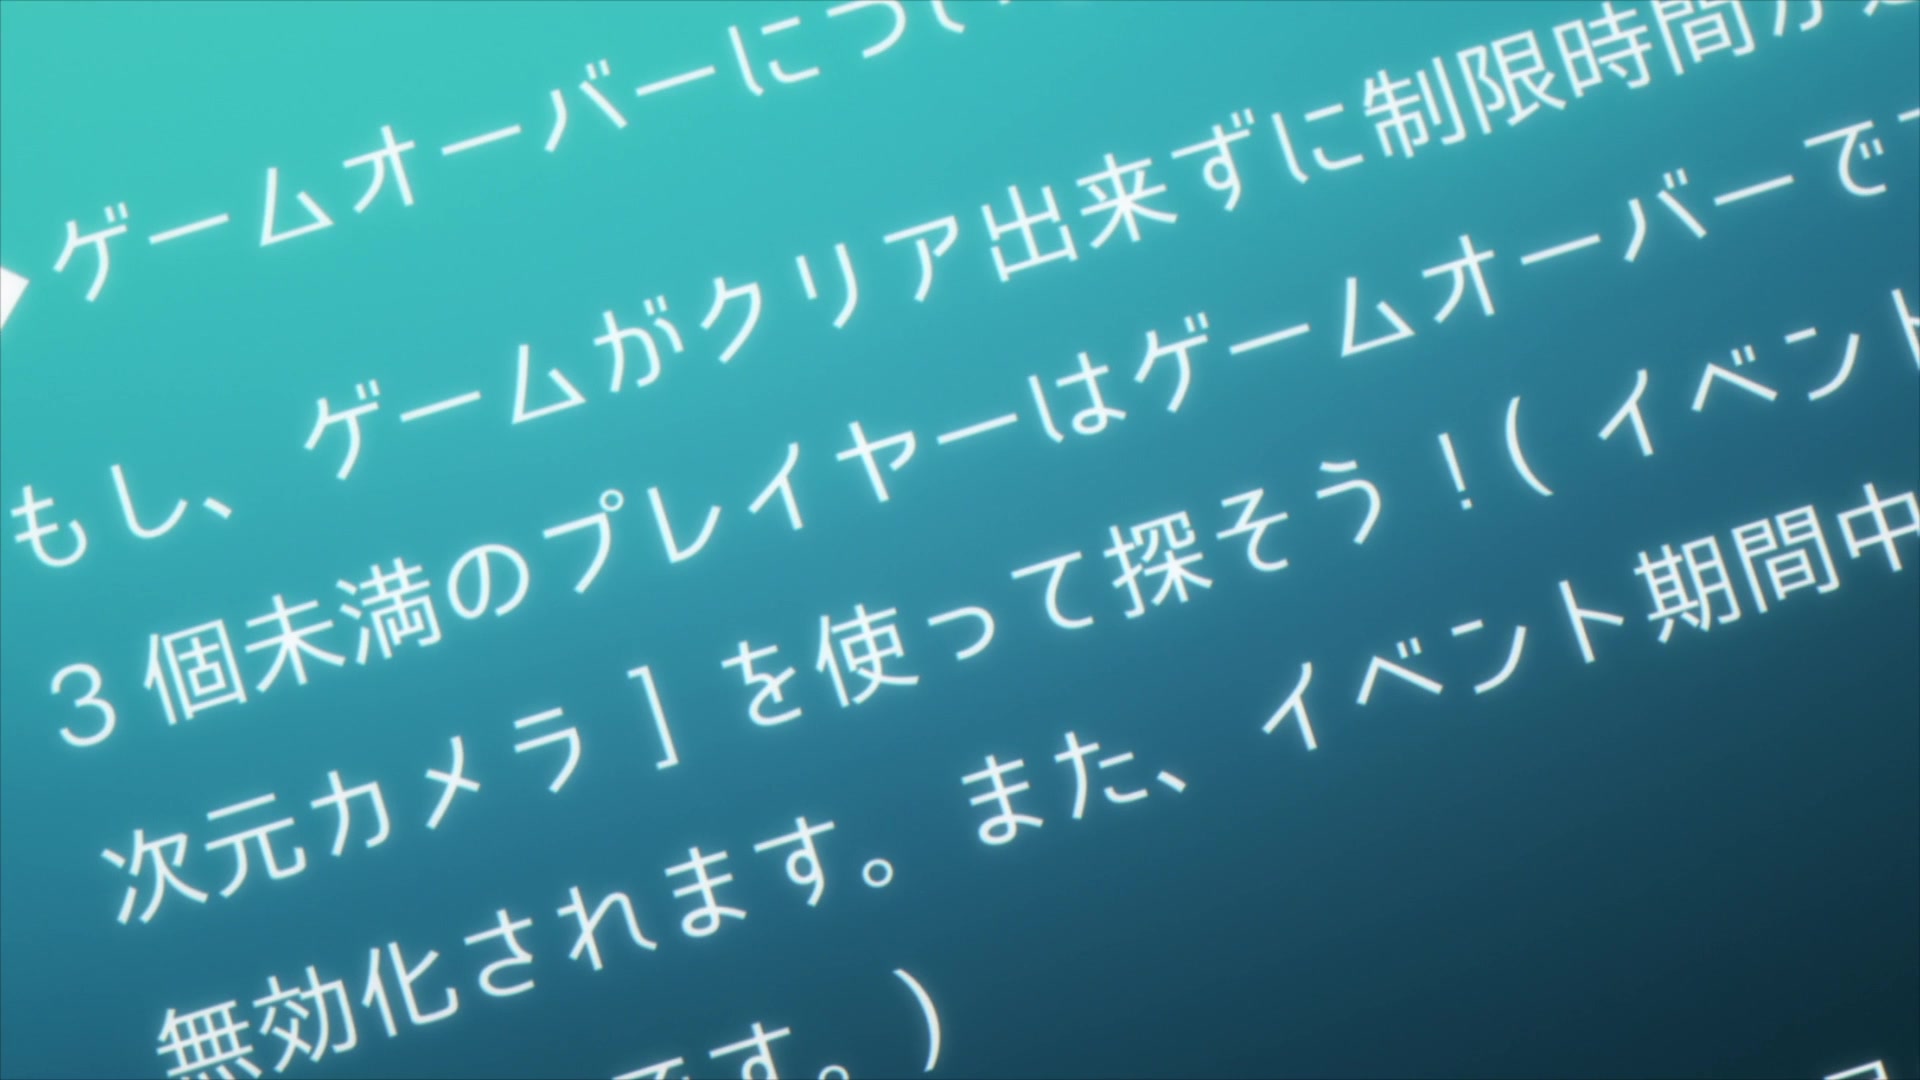 ◆ゲームオーバーについ
もし、ゲームがクリア出来ずに制限時間が
3個未満のプレイヤーはゲームオーバーで
次元カメラ］を使って探そう！（イベント
無効化されます。また、イベント期間中
です。）